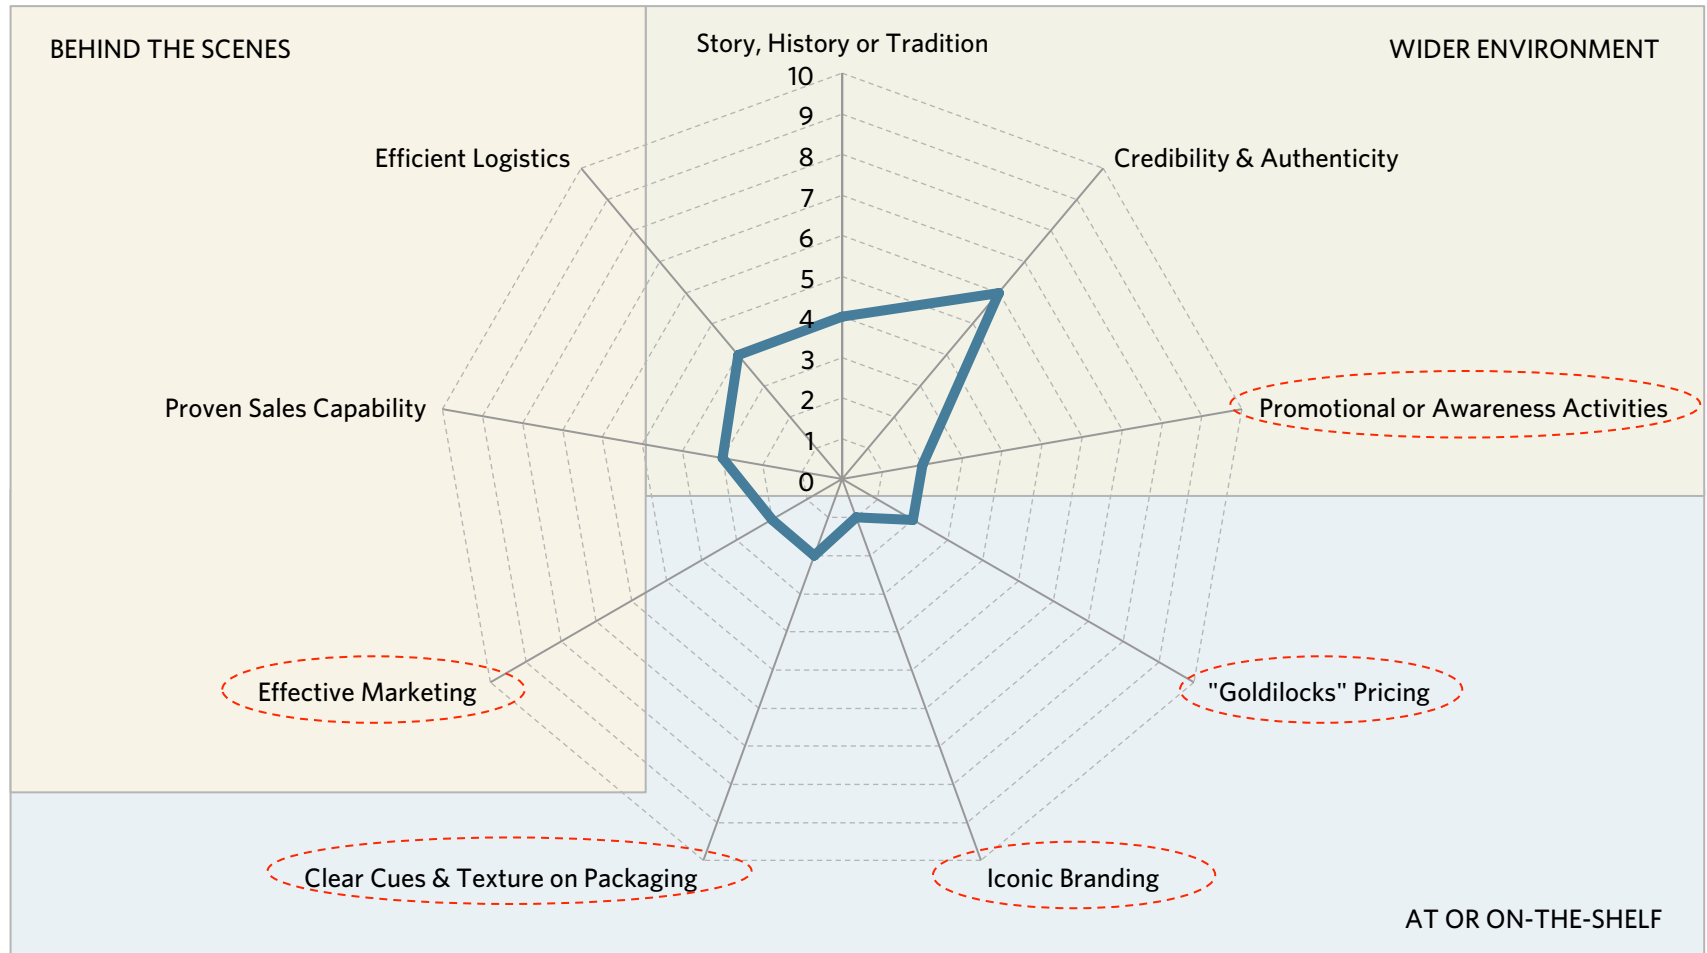 BEHIND THE SCENES
Story, History or Tradition
WIDER ENVIRONMENT
10
9
8
7
6
5
4
3
2
1
0
Efficient Logistics
Credibility & Authenticity
Proven Sales Capability
Promotional or Awareness Activities
Effective Marketing
"Goldilocks" Pricing
Clear Cues & Texture on Packaging
Iconic Branding
AT OR ON-THE-SHELF